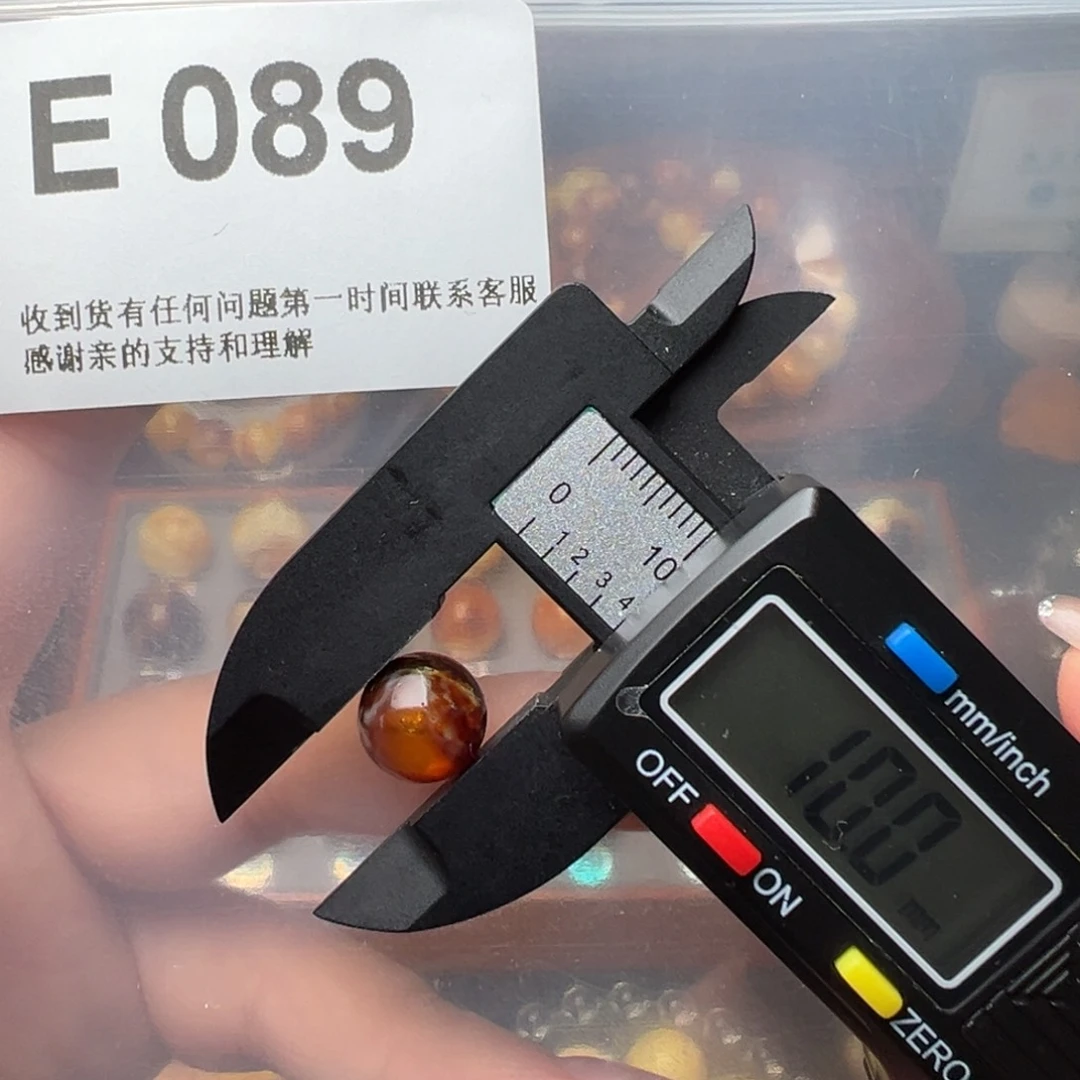 E 089
收到货有任何问题第一时间联系客服
感谢亲的支持和理解
0
10
1 2 3 4
mm/inch
10.0
mm
OFF
ON
ZERO